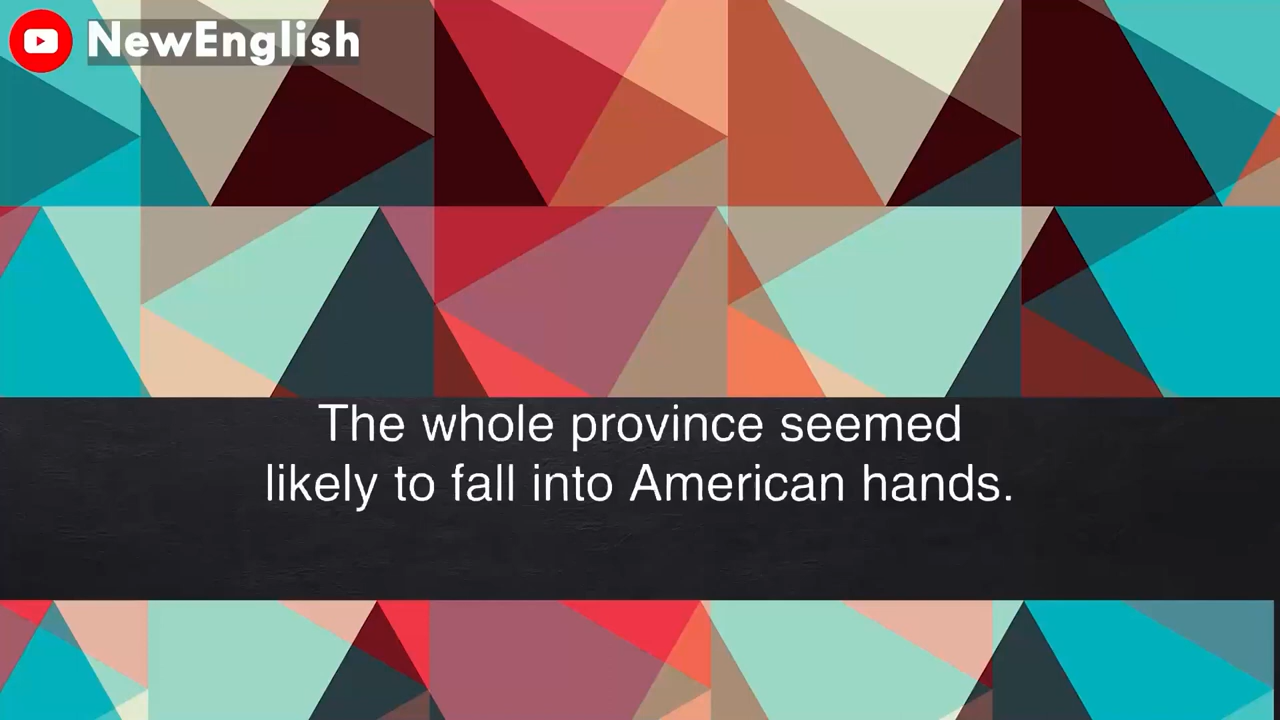 NewEnglish
The whole province seemed
likely to fall into American hands.